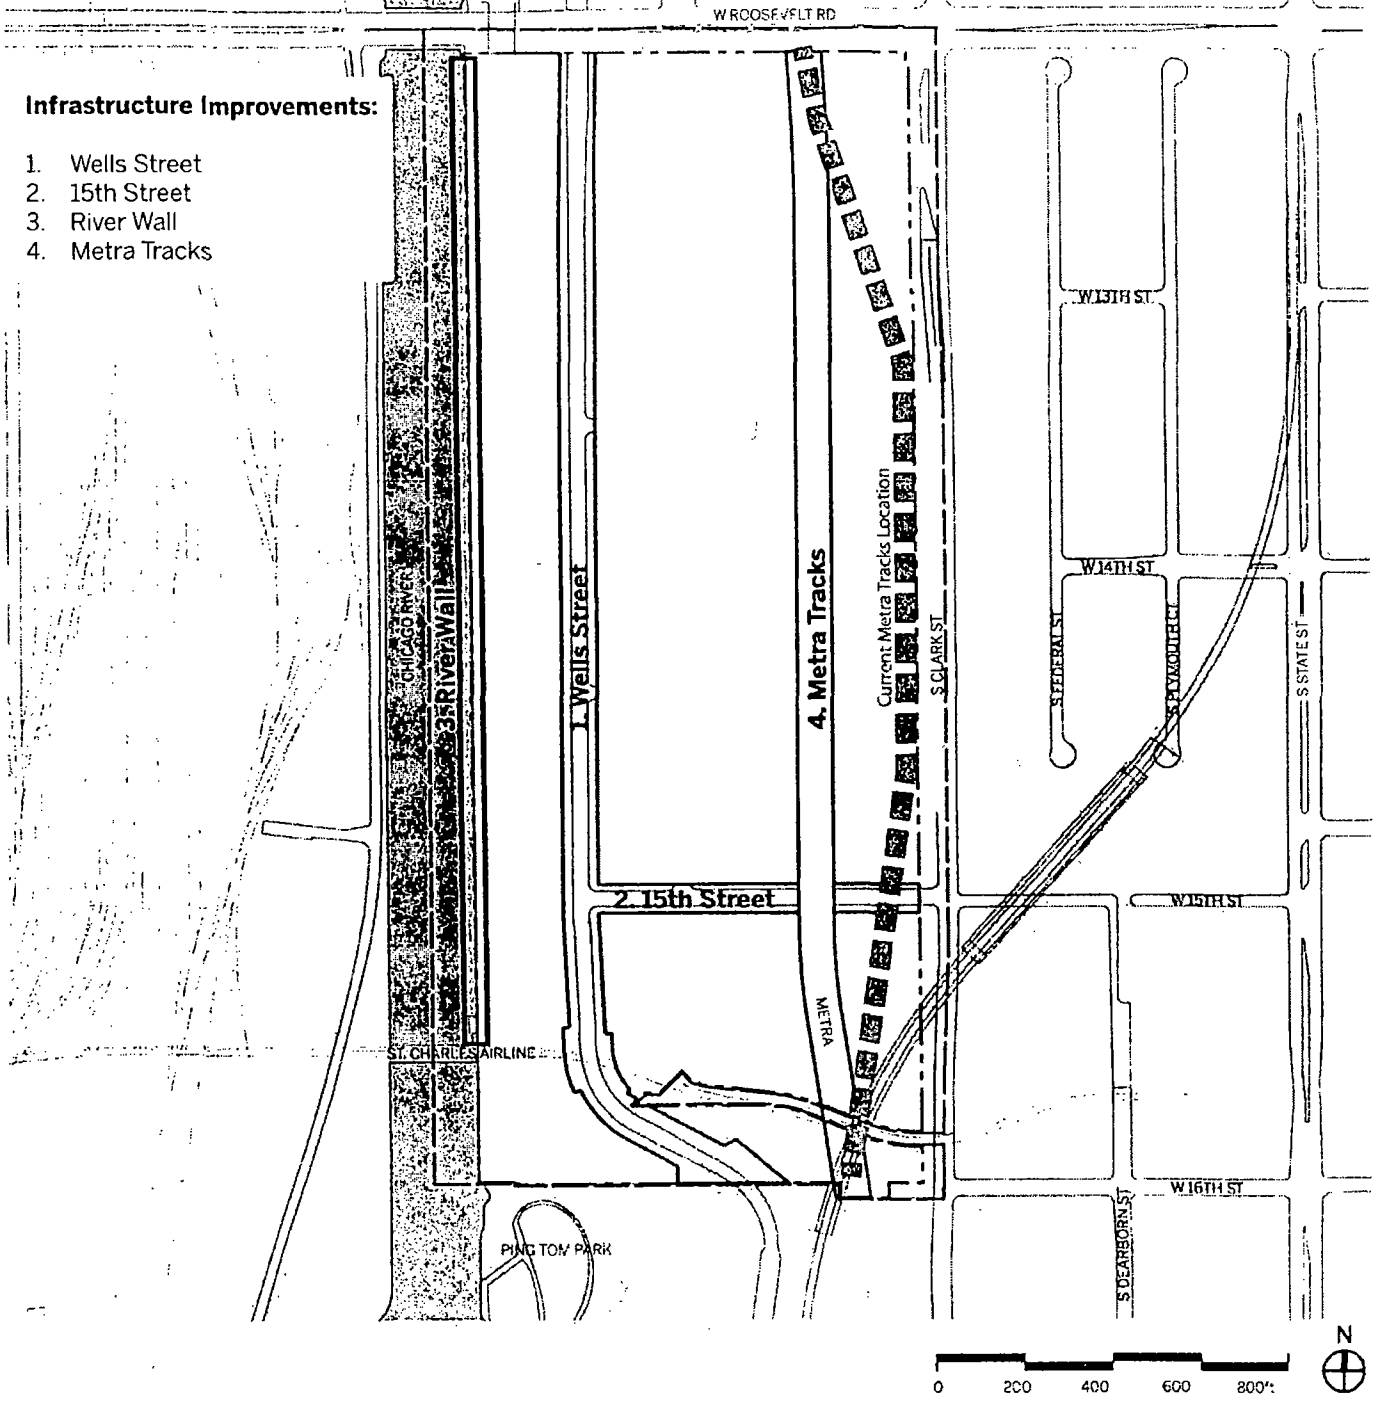 W ROOSEVELT RD
Infrastructure Improvements:
1. Wells Street
2. 15th Street
3. River Wall
4. Metra Tracks
W 13TH ST
W 14TH ST
CHICAGO RIVER
3. River Wall
1. Wells Street
4. Metra Tracks
Current Metra Tracks Location
S CLARK ST
S FEDERAL ST
S PLYMOUTH CT
S STATE ST
2. 15th Street
W 15TH ST
METRA
ST. CHARLES AIRLINE
W 16TH ST
S DEARBORN ST
PING TOM PARK
N
0 200 400 600 800'